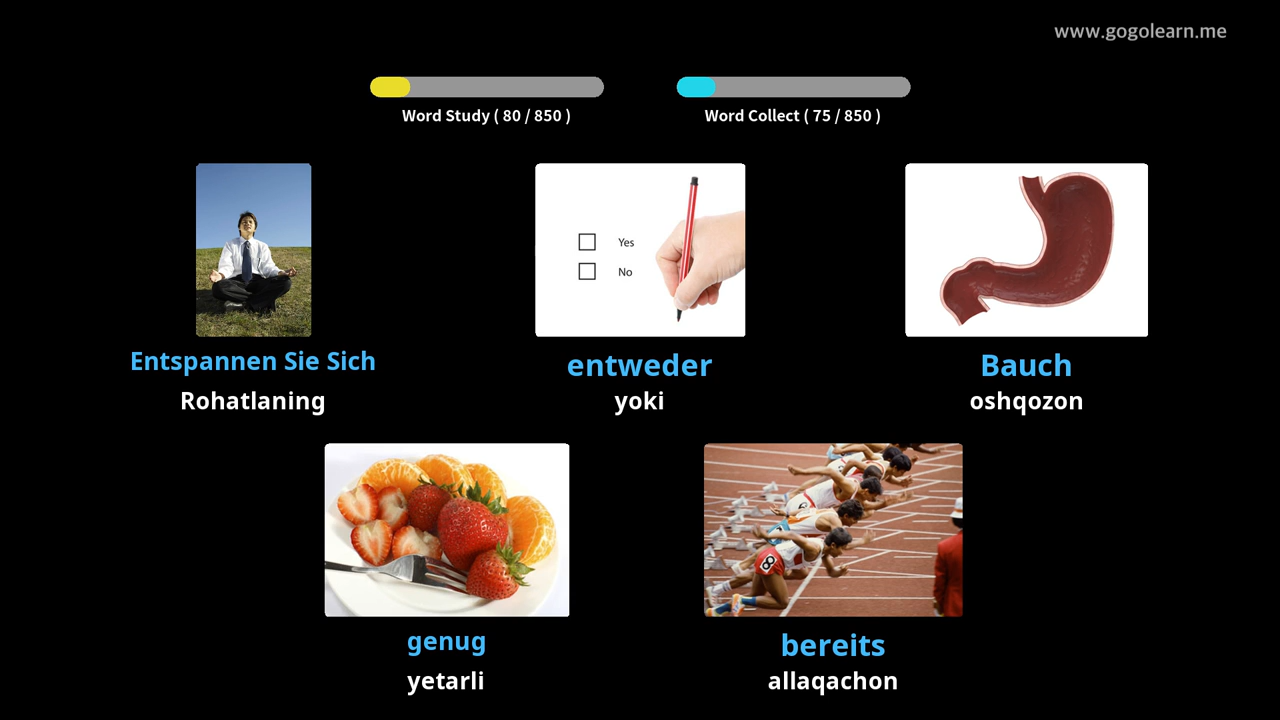 www.gogolearn.me
Word Study ( 80 / 850 )
Word Collect ( 75 / 850 )
Yes
No
Entspannen Sie Sich
Rohatlaning
entweder
yoki
Bauch
oshqozon
8
genug
yetarli
bereits
allaqachon